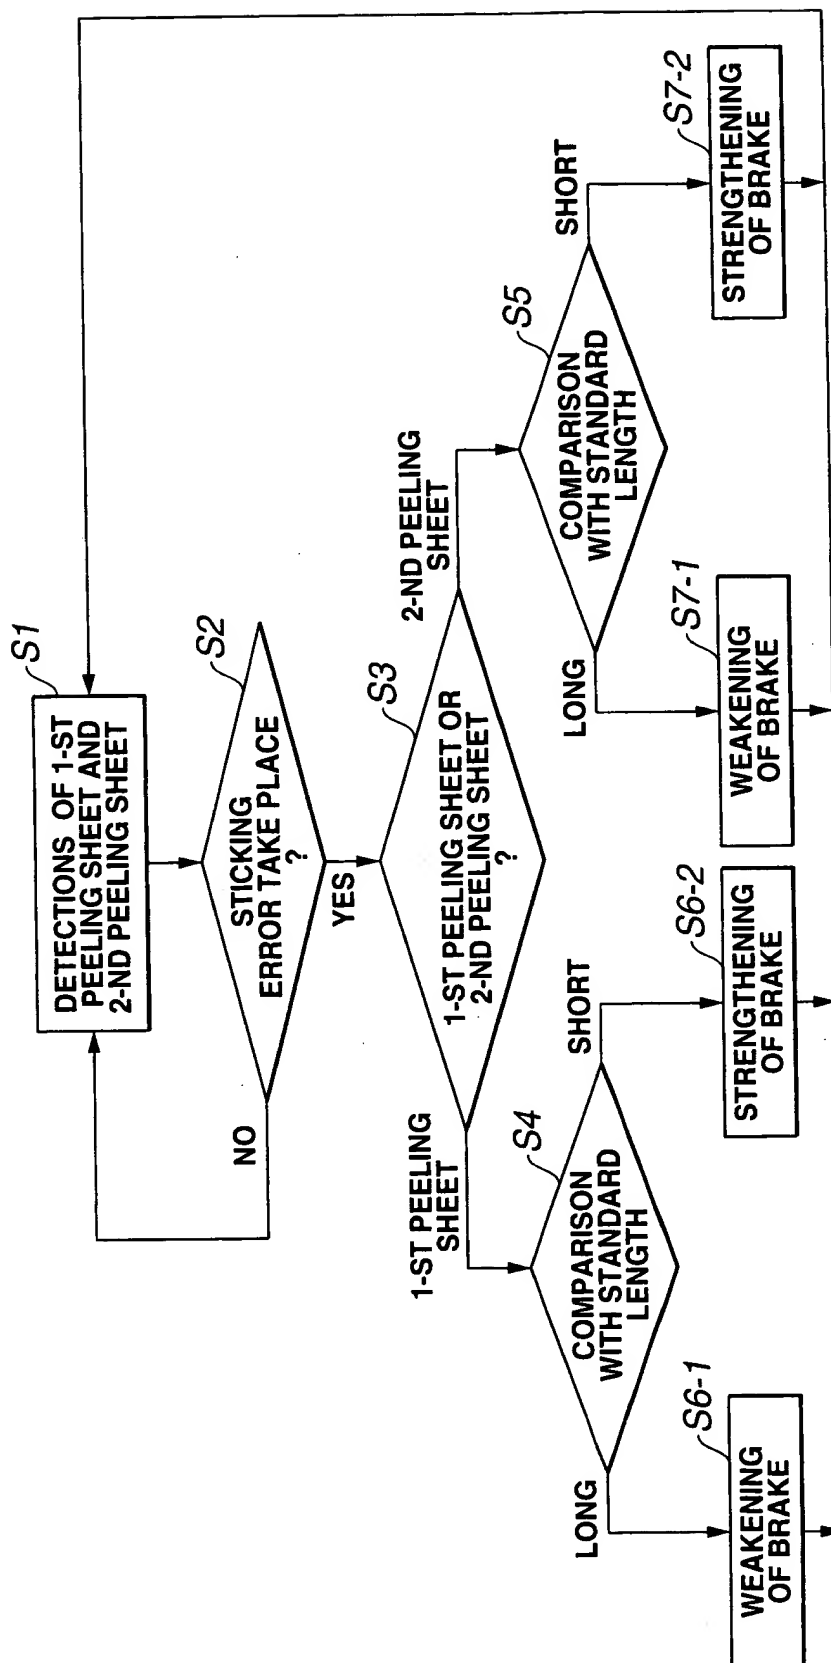 S1
DETECTIONS OF 1-ST
PEELING SHEET AND
2-ND PEELING SHEET
S2
STICKING
ERROR TAKE PLACE
?
NO
YES
S3
1-ST PEELING SHEET OR
2-ND PEELING SHEET
?
1-ST PEELING
SHEET
2-ND PEELING
SHEET
S4
COMPARISON
WITH STANDARD
LENGTH
LONG
SHORT
S5
COMPARISON
WITH STANDARD
LENGTH
LONG
SHORT
S6-1
WEAKENING
OF BRAKE
S6-2
STRENGTHENING
OF BRAKE
S7-1
WEAKENING
OF BRAKE
S7-2
STRENGTHENING
OF BRAKE